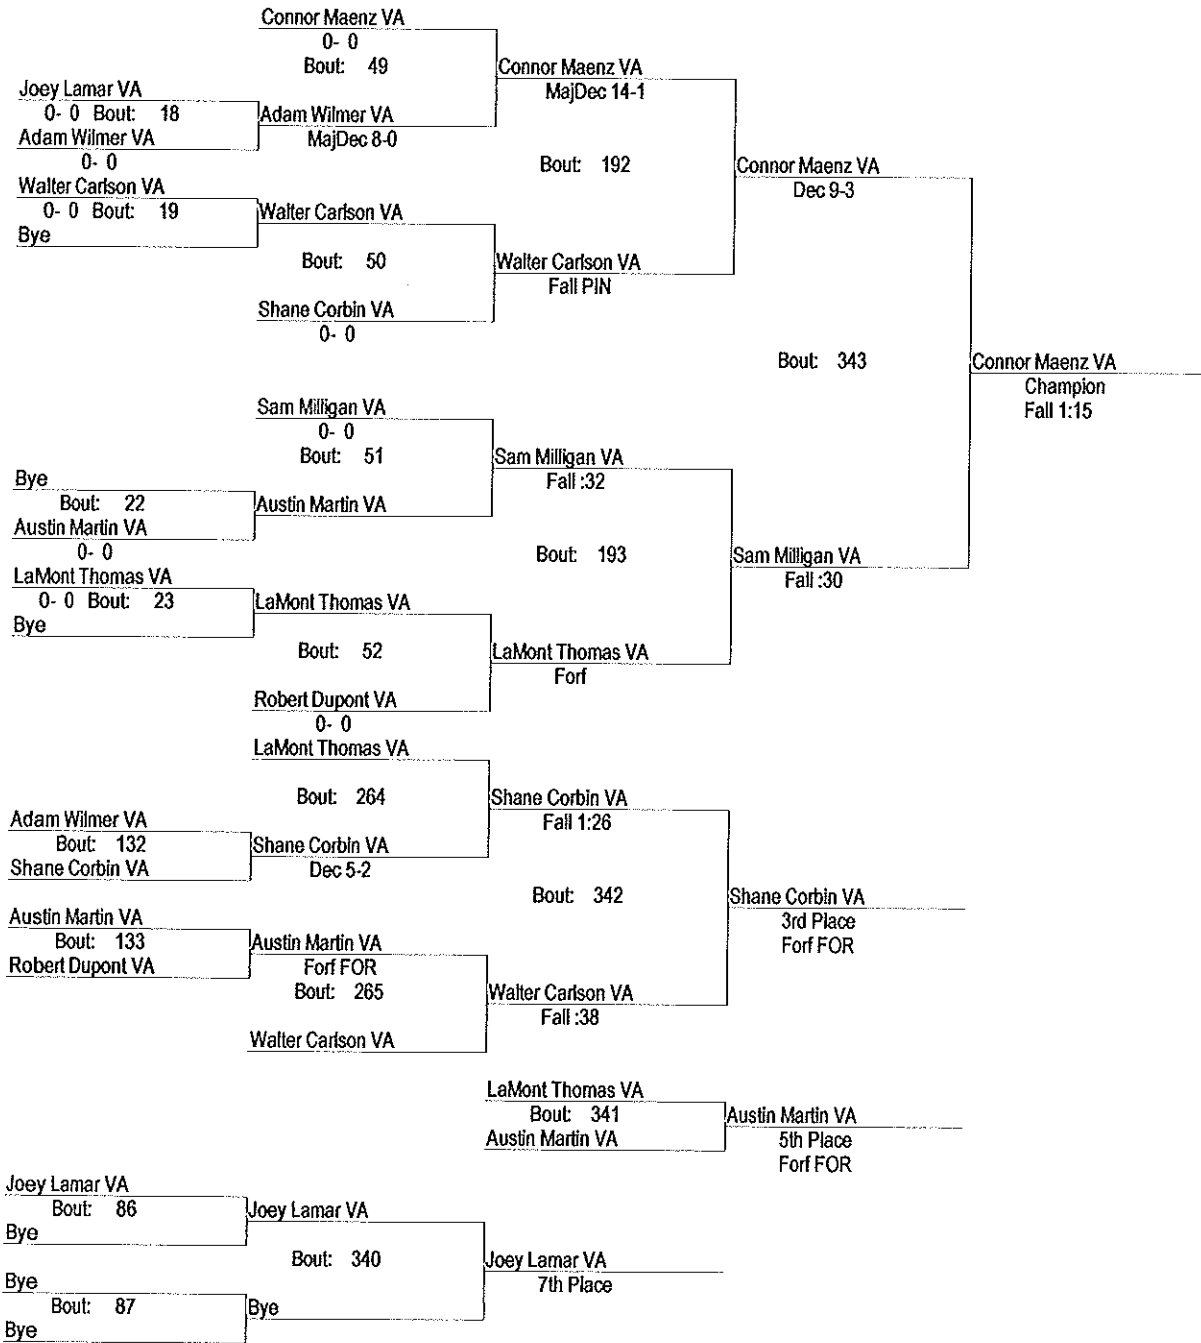 Connor Maenz VA
0- 0
Bout: 49
Connor Maenz VA
MajDec 14-1
Joey Lamar VA
0- 0 Bout: 18
Adam Wilmer VA
MajDec 8-0
Adam Wilmer VA
0- 0
Bout: 192
Connor Maenz VA
Dec 9-3
Walter Carlson VA
0- 0 Bout: 19
Walter Carlson VA
Bye
Bout: 50
Walter Carlson VA
Fall PIN
Shane Corbin VA
0- 0
Bout: 343
Connor Maenz VA
Champion
Fall 1:15
Sam Milligan VA
0- 0
Bout: 51
Sam Milligan VA
Fall :32
Bye
Bout: 22
Austin Martin VA
Austin Martin VA
0- 0
Bout: 193
Sam Milligan VA
Fall :30
LaMont Thomas VA
0- 0 Bout: 23
LaMont Thomas VA
Bye
Bout: 52
LaMont Thomas VA
Forf
Robert Dupont VA
0- 0
LaMont Thomas VA
Bout: 264
Shane Corbin VA
Fall 1:26
Adam Wilmer VA
Bout: 132
Shane Corbin VA
Dec 5-2
Shane Corbin VA
Bout: 342
Shane Corbin VA
3rd Place
Forf FOR
Austin Martin VA
Bout: 133
Austin Martin VA
Forf FOR
Robert Dupont VA
Bout: 265
Walter Carlson VA
Fall :38
Walter Carlson VA
LaMont Thomas VA
Bout: 341
Austin Martin VA
Austin Martin VA
5th Place
Forf FOR
Joey Lamar VA
Bout: 86
Joey Lamar VA
Bye
Bout: 340
Joey Lamar VA
7th Place
Bye
Bout: 87
Bye
Bye